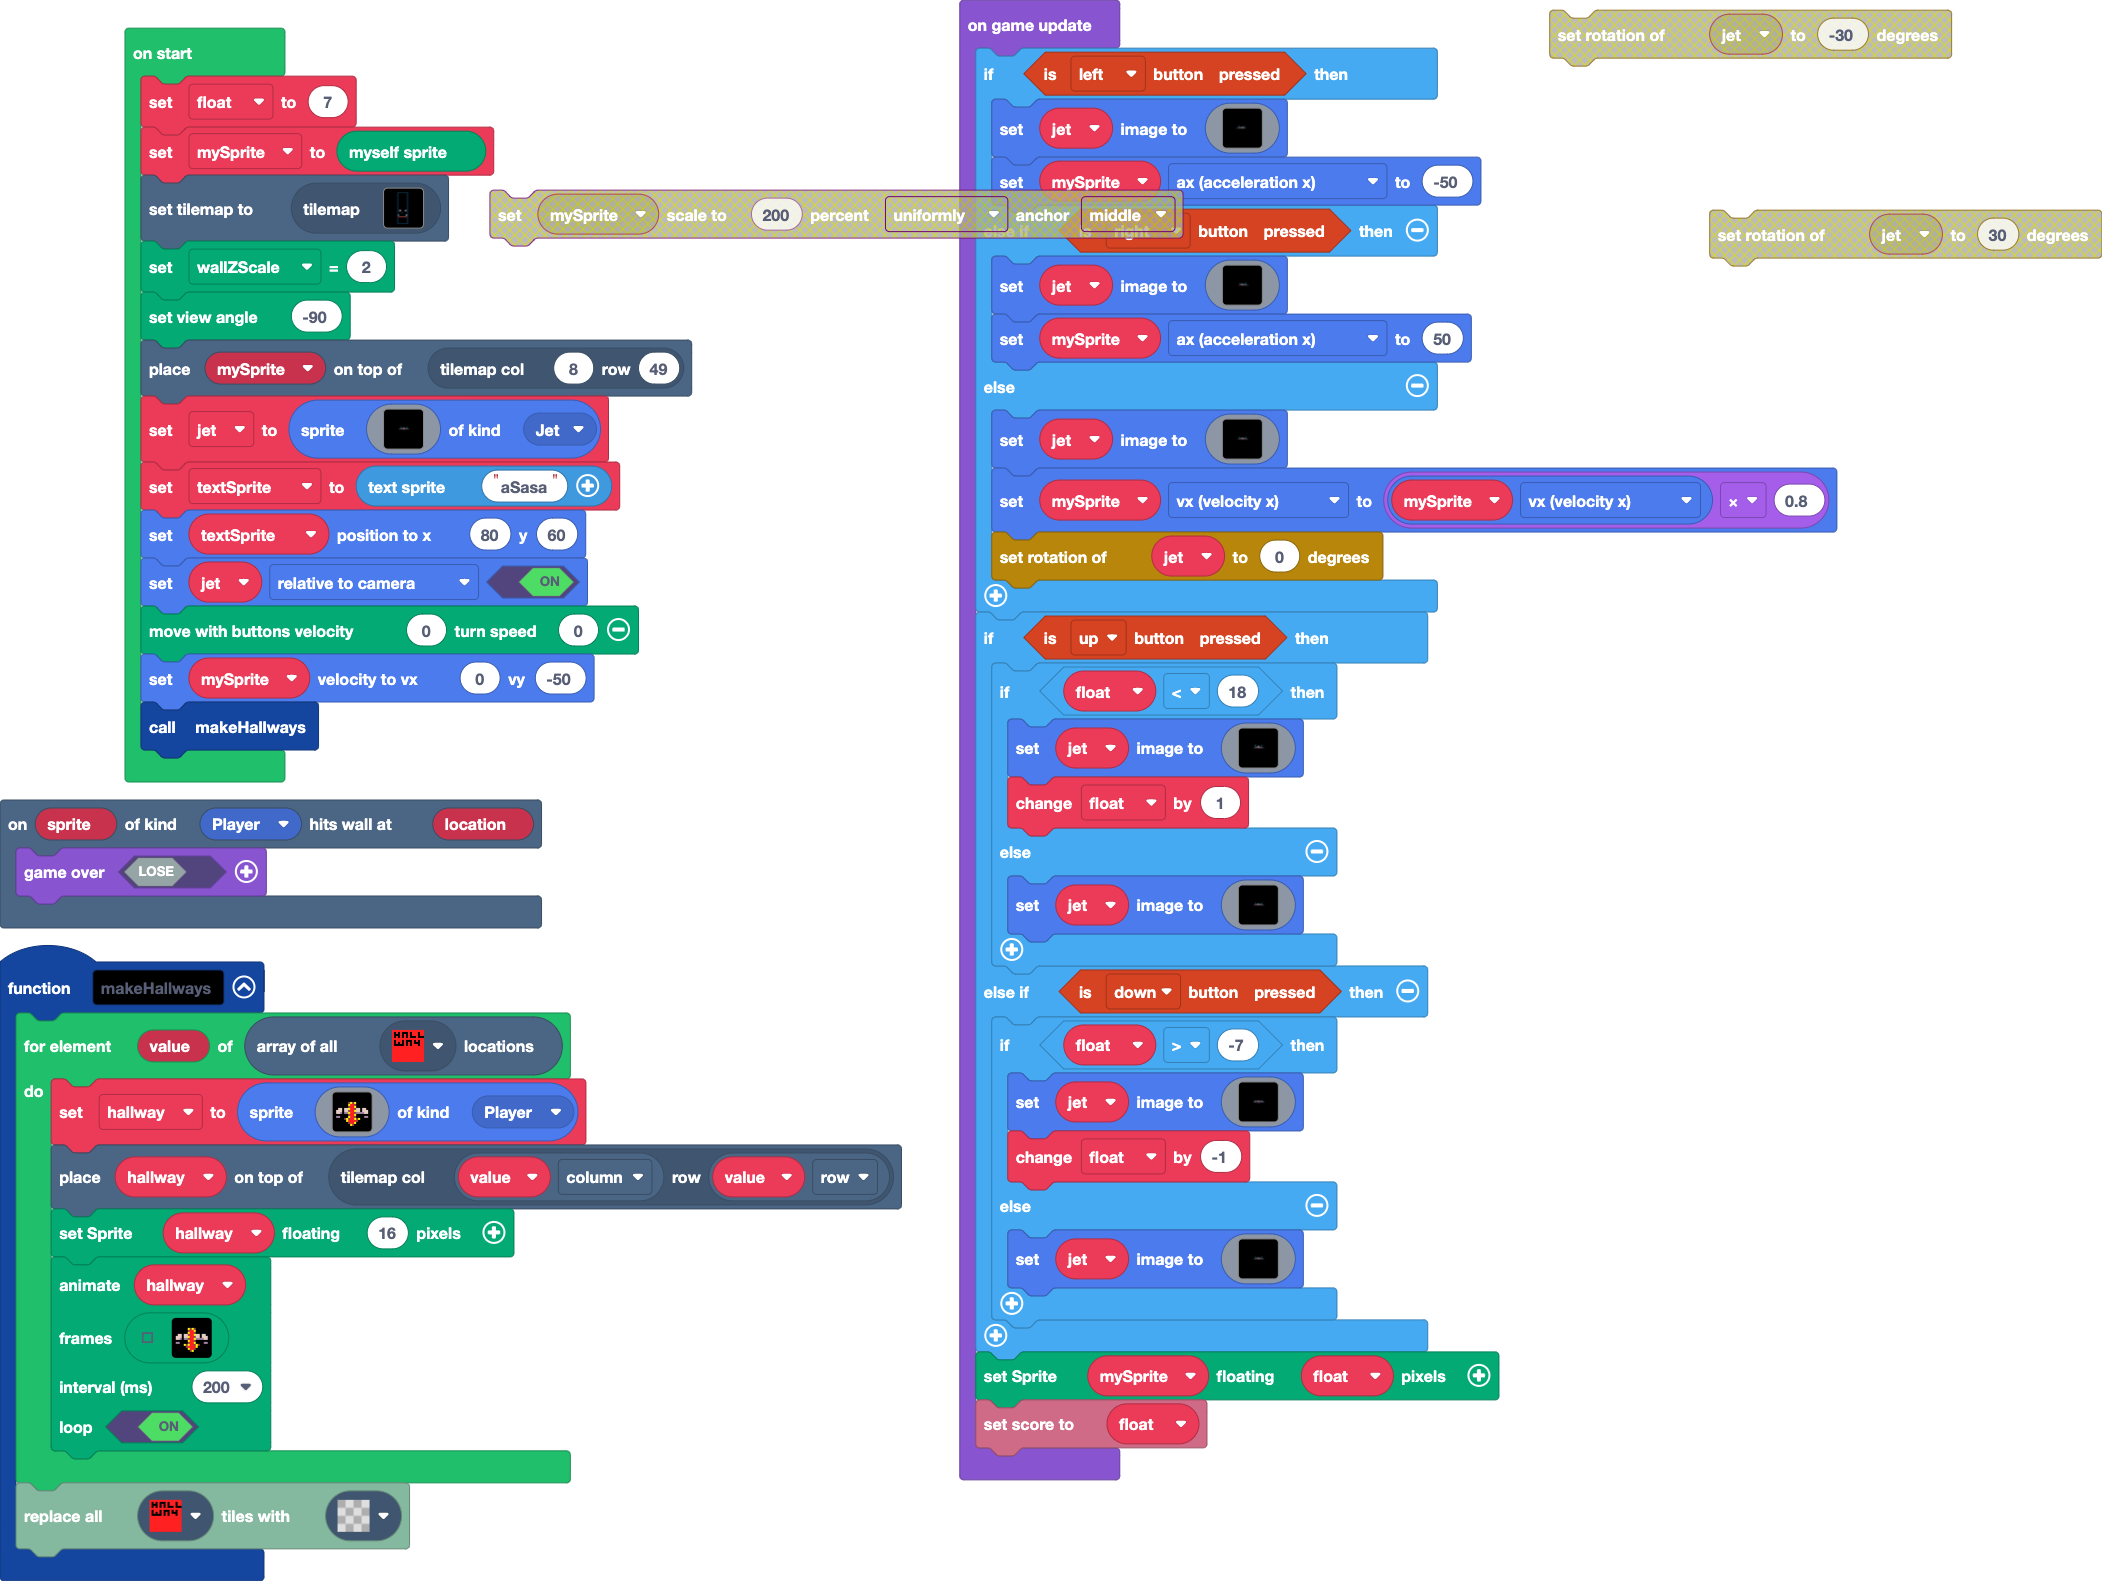 on start
set float to 7
set mySprite to myself sprite
set tilemap to tilemap
set wallZScale = 2
set view angle -90
place mySprite on top of tilemap col 8 row 49
set jet to sprite of kind Jet
set textSprite to text sprite "aSasa"
set textSprite position to x 80 y 60
set jet relative to camera ON
move with buttons velocity 0 turn speed 0
set mySprite velocity to vx 0 vy -50
call makeHallways
on sprite of kind Player hits wall at location
game over LOSE
function makeHallways
for element value of array of all HALL WAY locations
do
set hallway to sprite of kind Player
place hallway on top of tilemap col value column row value row
set Sprite hallway floating 16 pixels
animate hallway
frames
interval (ms) 200
loop ON
replace all HALL WAY tiles with
set mySprite scale to 200 percent uniformly anchor middle
on game update
if is left button pressed then
set jet image to
set mySprite ax (acceleration x) to -50
else if is right button pressed then
set jet image to
set mySprite ax (acceleration x) to 50
else
set jet image to
set mySprite vx (velocity x) to mySprite vx (velocity x) × 0.8
set rotation of jet to 0 degrees
if is up button pressed then
if float < 18 then
set jet image to
change float by 1
else
set jet image to
else if is down button pressed then
if float > -7 then
set jet image to
change float by -1
else
set jet image to
set Sprite mySprite floating float pixels
set score to float
set rotation of jet to -30 degrees
set rotation of jet to 30 degrees